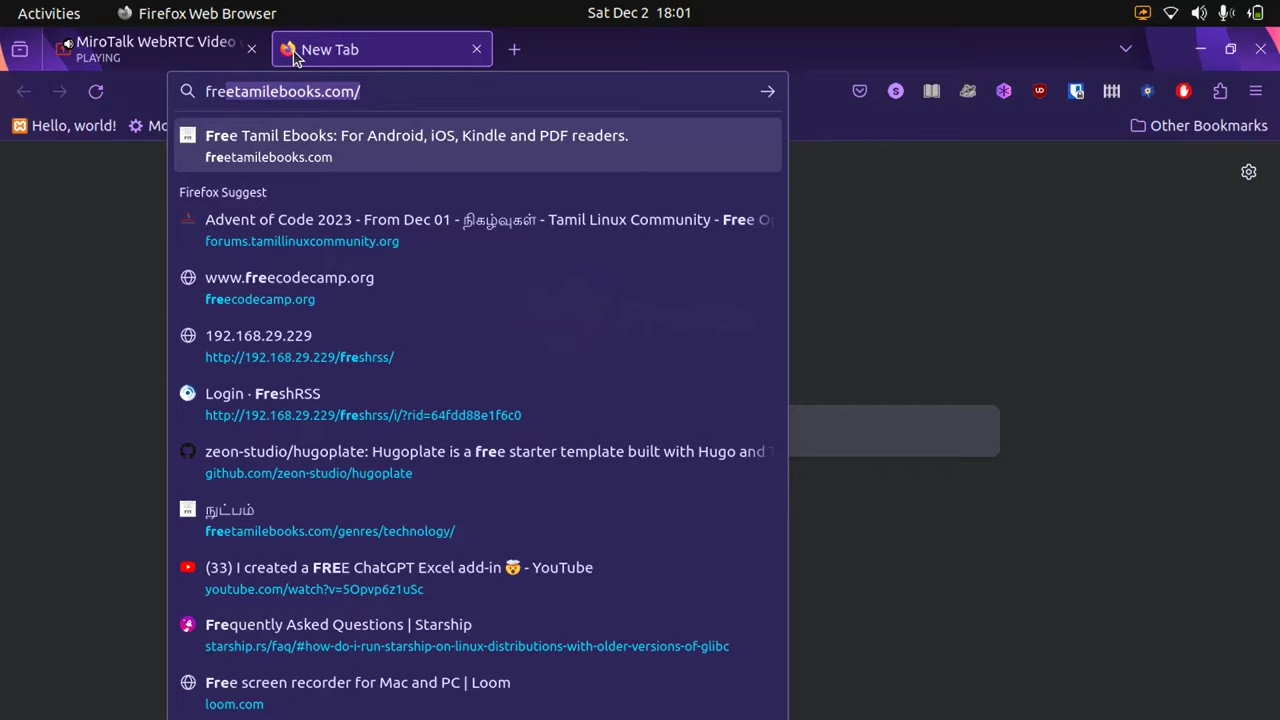 Activities
Firefox Web Browser
Sat Dec 2 18:01
MiroTalk WebRTC Video
PLAYING
New Tab
freetamilebooks.com/
Hello, world!
Other Bookmarks
Free Tamil Ebooks: For Android, iOS, Kindle and PDF readers.
freetamilebooks.com
Firefox Suggest
Advent of Code 2023 - From Dec 01 - நிகழ்வுகள் - Tamil Linux Community - Free
forums.tamillinuxcommunity.org
www.freecodecamp.org
freecodecamp.org
192.168.29.229
http://192.168.29.229/freshrss/
Login · FreshRSS
http://192.168.29.229/freshrss/i/?rid=64fdd88e1f6c0
zeon-studio/hugoplate: Hugoplate is a free starter template built with Hugo and
github.com/zeon-studio/hugoplate
நுட்பம்
freetamilebooks.com/genres/technology/
(33) I created a FREE ChatGPT Excel add-in 🤯 - YouTube
youtube.com/watch?v=5Opvp6z1uSc
Frequently Asked Questions | Starship
starship.rs/faq/#how-do-i-run-starship-on-linux-distributions-with-older-versions-of-glibc
Free screen recorder for Mac and PC | Loom
loom.com